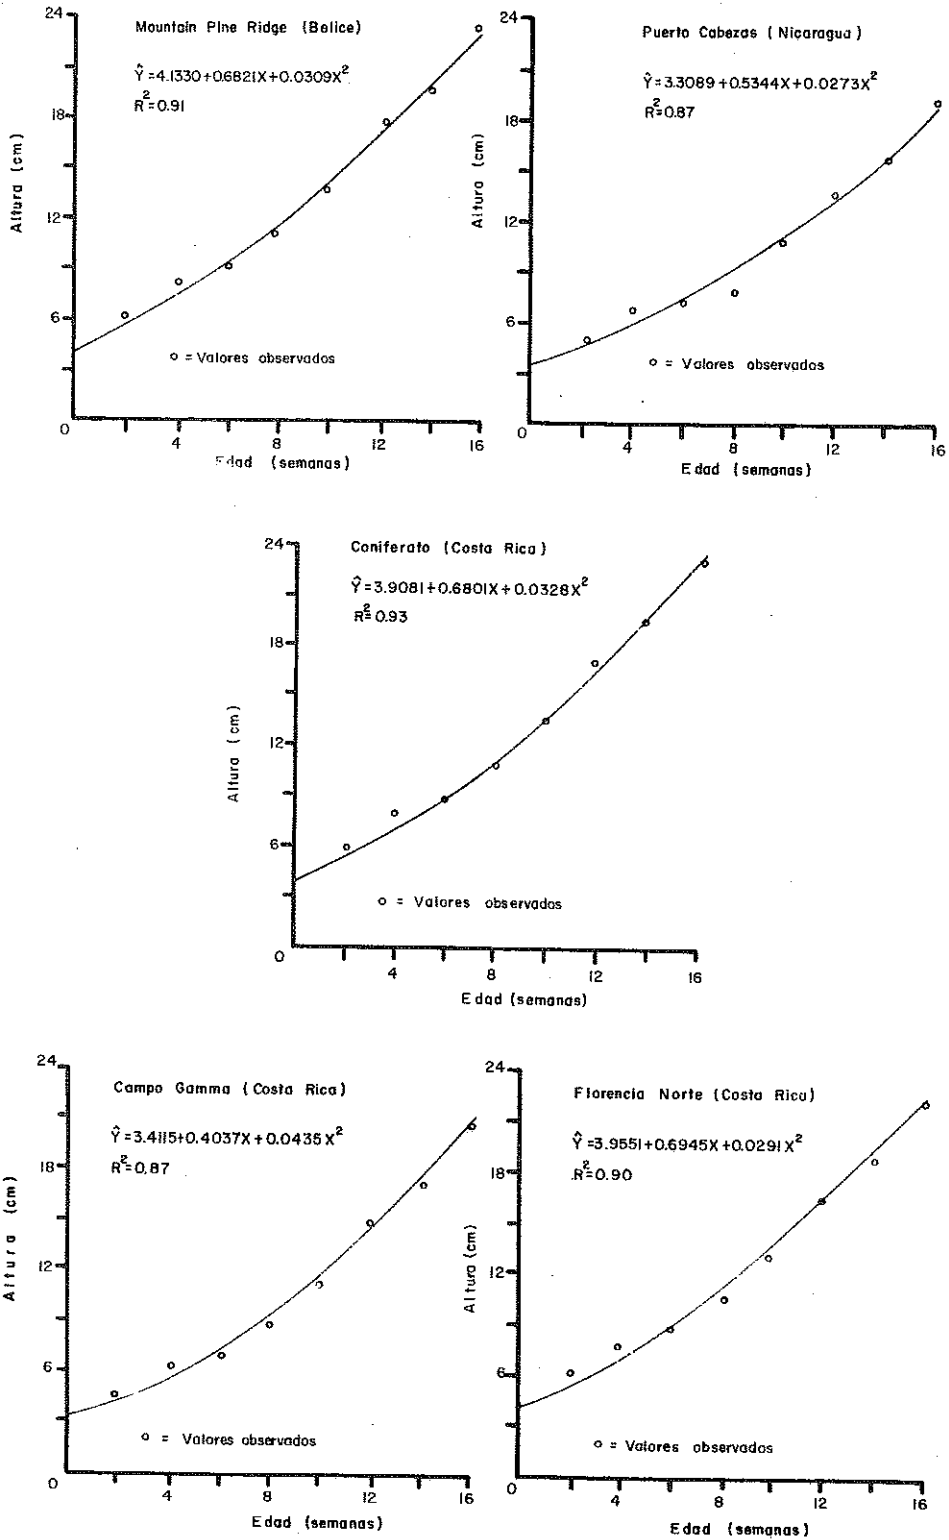 Mountain Pine Ridge (Belice)
Ŷ=4.1330+0.6821X+0.0309X²
R²=0.91
Altura (cm)
24
18
12
6
0
4
8
12
16
o = Valores observados
Edad (semanas)
Puerto Cabezas (Nicaragua)
Ŷ=3.3089+0.5344X+0.0273X²
R²=0.87
Altura (cm)
24
18
12
6
0
4
8
12
16
o = Valores observados
Edad (semanas)
Coniferato (Costa Rica)
Ŷ=3.9081+0.6801X+0.0328X²
R²=0.93
Altura (cm)
24
18
12
6
0
4
8
12
16
o = Valores observados
Edad (semanas)
Campo Gamma (Costa Rica)
Ŷ=3.4115+0.4037X+0.0435X²
R²=0.87
Altura (cm)
24
18
12
6
0
4
8
12
16
o = Valores observados
Edad (semanas)
Florencia Norte (Costa Rica)
Ŷ=3.9551+0.6945X+0.0291X²
R²=0.90
Altura (cm)
24
18
12
6
0
4
8
12
16
o = Valores observados
Edad (semanas)